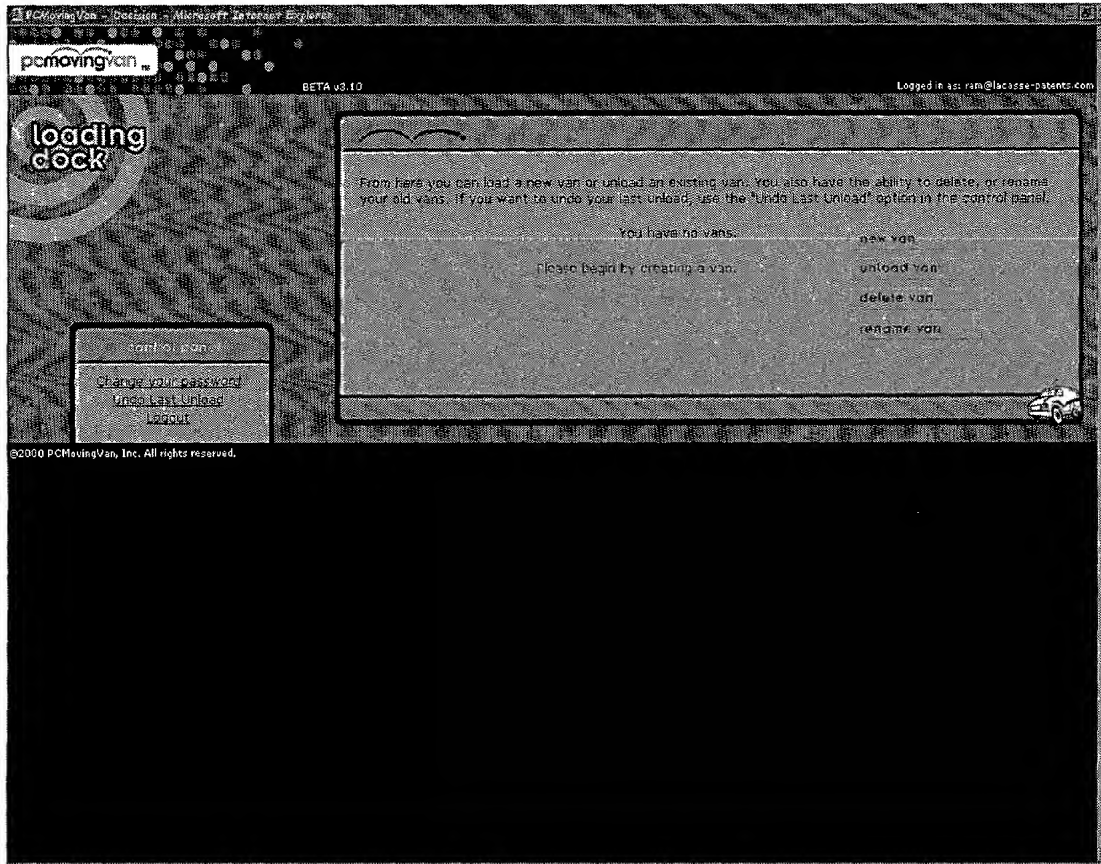 PCMovingVan - Decision - Microsoft Internet Explorer
pcmovingvan TM
BETA v3.10
Logged in as: ram@lacasse-patents.com
loading
dock
From here you can load a new van or unload an existing van. You also have the ability to delete, or rename
your old vans. If you want to undo your last unload, use the "Undo Last Unload" option in the control panel.
You have no vans.
Please begin by creating a van.
new van
unload van
delete van
rename van
control panel
Change your password
Undo Last Unload
Logout
©2000 PCMovingVan, Inc. All rights reserved.